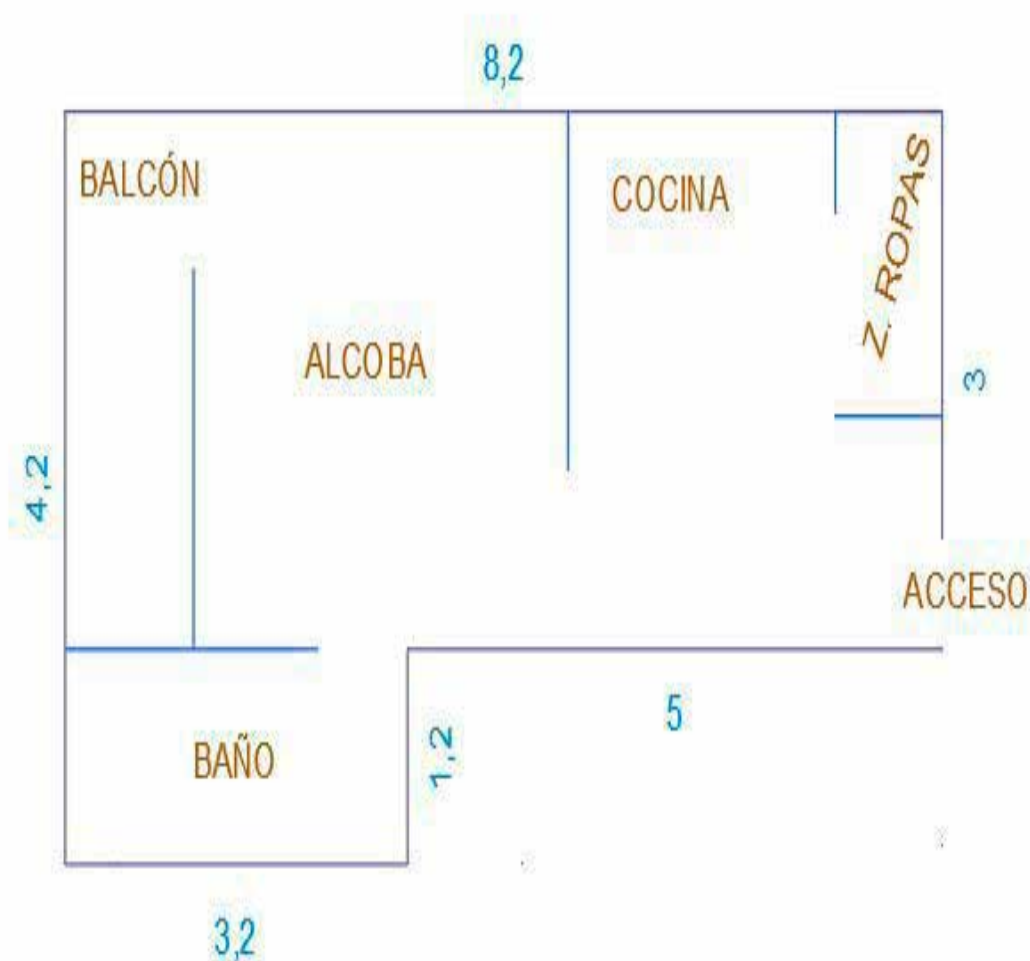 8,2
BALCÓN
COCINA
Z. ROPAS
ALCOBA
3
4,2
ACCESO
5
1,2
BAÑO
3,2